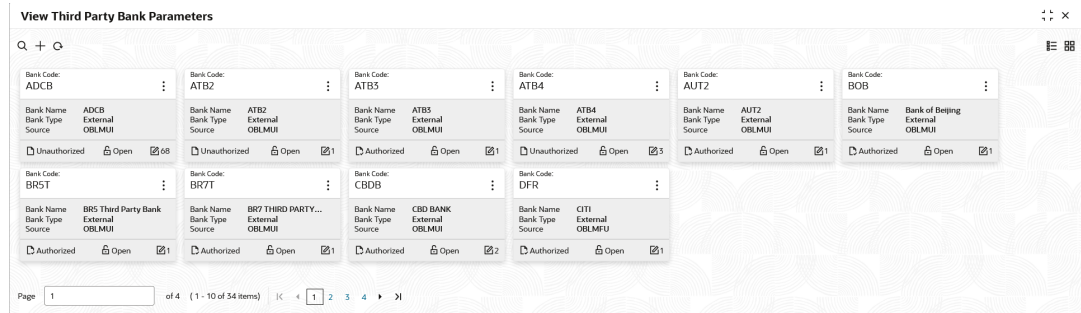 View Third Party Bank Parameters
Bank Code: Bank Code: Bank Code: Bank Code: Bank Code: Bank Code:
ADCB ATB2 ATB3 ATB4 AUT2 BOB
Bank Name ADCB Bank Name ATB2 Bank Name ATB3 Bank Name ATB4 Bank Name AUT2 Bank Name Bank of Beijing
Bank Type External Bank Type External Bank Type External Bank Type External Bank Type External Bank Type External
Source OBLMUI Source OBLMUI Source OBLMUI Source OBLMUI Source OBLMUI Source OBLMUI
Unauthorized Open 68 Unauthorized Open 1 Authorized Open 1 Unauthorized Open 3 Authorized Open 1 Authorized Open 1
Bank Code: Bank Code: Bank Code: Bank Code:
BR5T BR7T CBDB DFR
Bank Name BR5 Third Party Bank Bank Name BR7 THIRD PARTY... Bank Name CBD BANK Bank Name CITI
Bank Type External Bank Type External Bank Type External Bank Type External
Source OBLMUI Source OBLMUI Source OBLMUI Source OBLMFU
Authorized Open 1 Authorized Open 1 Authorized Open 2 Authorized Open 1
Page 1 of 4 ( 1 - 10 of 34 items) 1 2 3 4